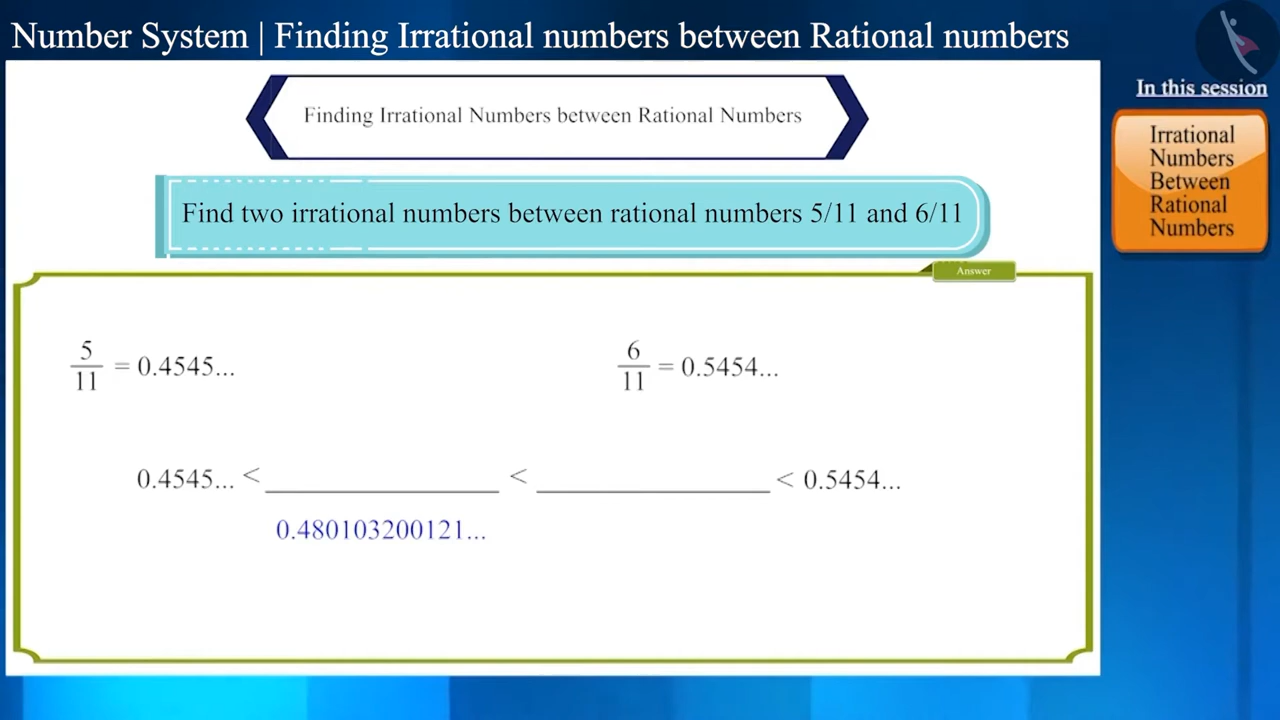 Number System | Finding Irrational numbers between Rational numbers
In this session
Irrational
Numbers
Between
Rational
Numbers
Finding Irrational Numbers between Rational Numbers
Find two irrational numbers between rational numbers 5/11 and 6/11
Answer
5/11 = 0.4545... 6/11 = 0.5454...
0.4545... < ____________ < ____________ < 0.5454...
0.480103200121...